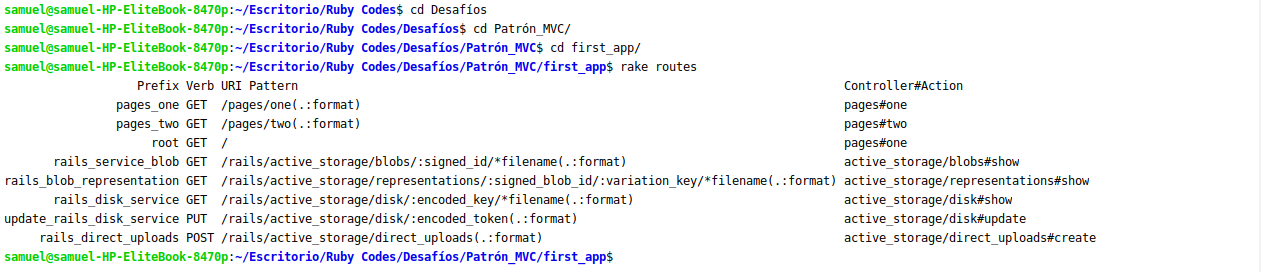 samuel@samuel-HP-EliteBook-8470p:~/Escritorio/Ruby Codes$ cd Desafíos
samuel@samuel-HP-EliteBook-8470p:~/Escritorio/Ruby Codes/Desafíos$ cd Patrón_MVC/
samuel@samuel-HP-EliteBook-8470p:~/Escritorio/Ruby Codes/Desafíos/Patrón_MVC$ cd first_app/
samuel@samuel-HP-EliteBook-8470p:~/Escritorio/Ruby Codes/Desafíos/Patrón_MVC/first_app$ rake routes
Prefix Verb URI Pattern Controller#Action
pages_one GET /pages/one(.:format) pages#one
pages_two GET /pages/two(.:format) pages#two
root GET / pages#one
rails_service_blob GET /rails/active_storage/blobs/:signed_id/*filename(.:format) active_storage/blobs#show
rails_blob_representation GET /rails/active_storage/representations/:signed_blob_id/:variation_key/*filename(.:format) active_storage/representations#show
rails_disk_service GET /rails/active_storage/disk/:encoded_key/*filename(.:format) active_storage/disk#show
update_rails_disk_service PUT /rails/active_storage/disk/:encoded_token(.:format) active_storage/disk#update
rails_direct_uploads POST /rails/active_storage/direct_uploads(.:format) active_storage/direct_uploads#create
samuel@samuel-HP-EliteBook-8470p:~/Escritorio/Ruby Codes/Desafíos/Patrón_MVC/first_app$